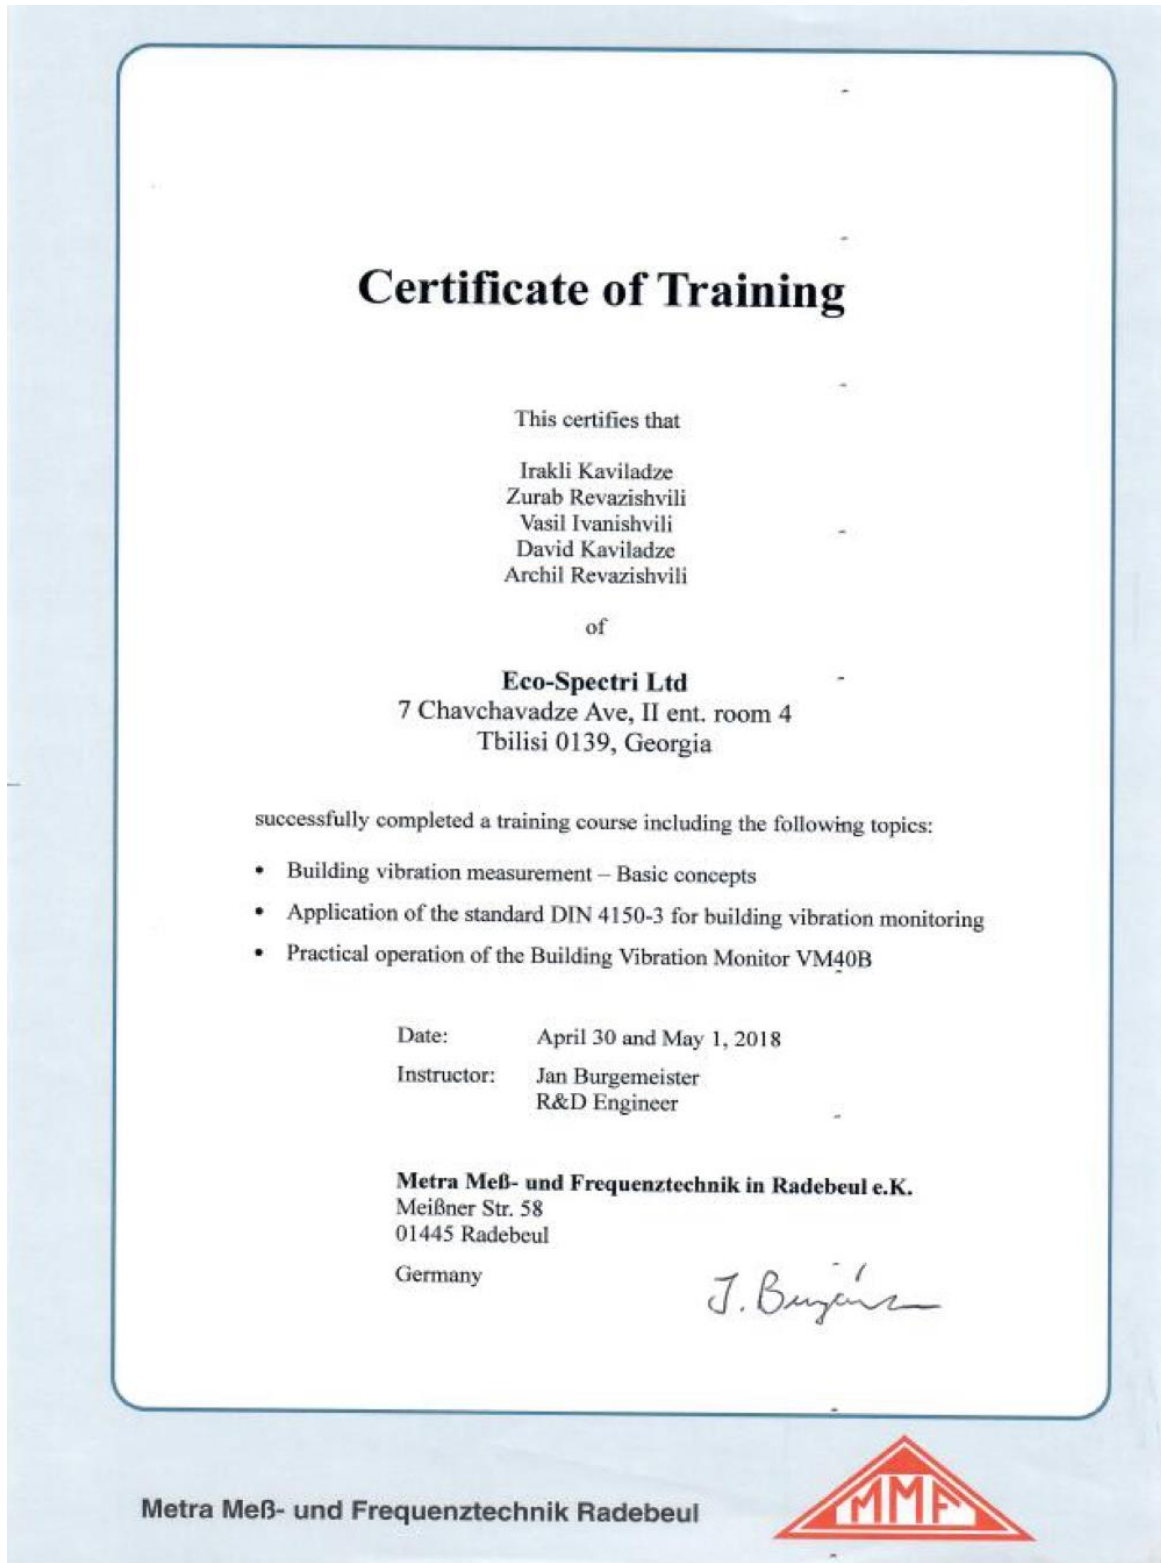 Certificate of Training
This certifies that
Irakli Kaviladze
Zurab Revazishvili
Vasil Ivanishvili
David Kaviladze
Archil Revazishvili
of
Eco-Spectri Ltd
7 Chavchavadze Ave, II ent. room 4
Tbilisi 0139, Georgia
successfully completed a training course including the following topics:
• Building vibration measurement – Basic concepts
• Application of the standard DIN 4150-3 for building vibration monitoring
• Practical operation of the Building Vibration Monitor VM40B
Date: April 30 and May 1, 2018
Instructor: Jan Burgemeister
R&D Engineer
Metra Meß- und Frequenztechnik in Radebeul e.K.
Meißner Str. 58
01445 Radebeul
Germany
Metra Meß- und Frequenztechnik Radebeul
MMF